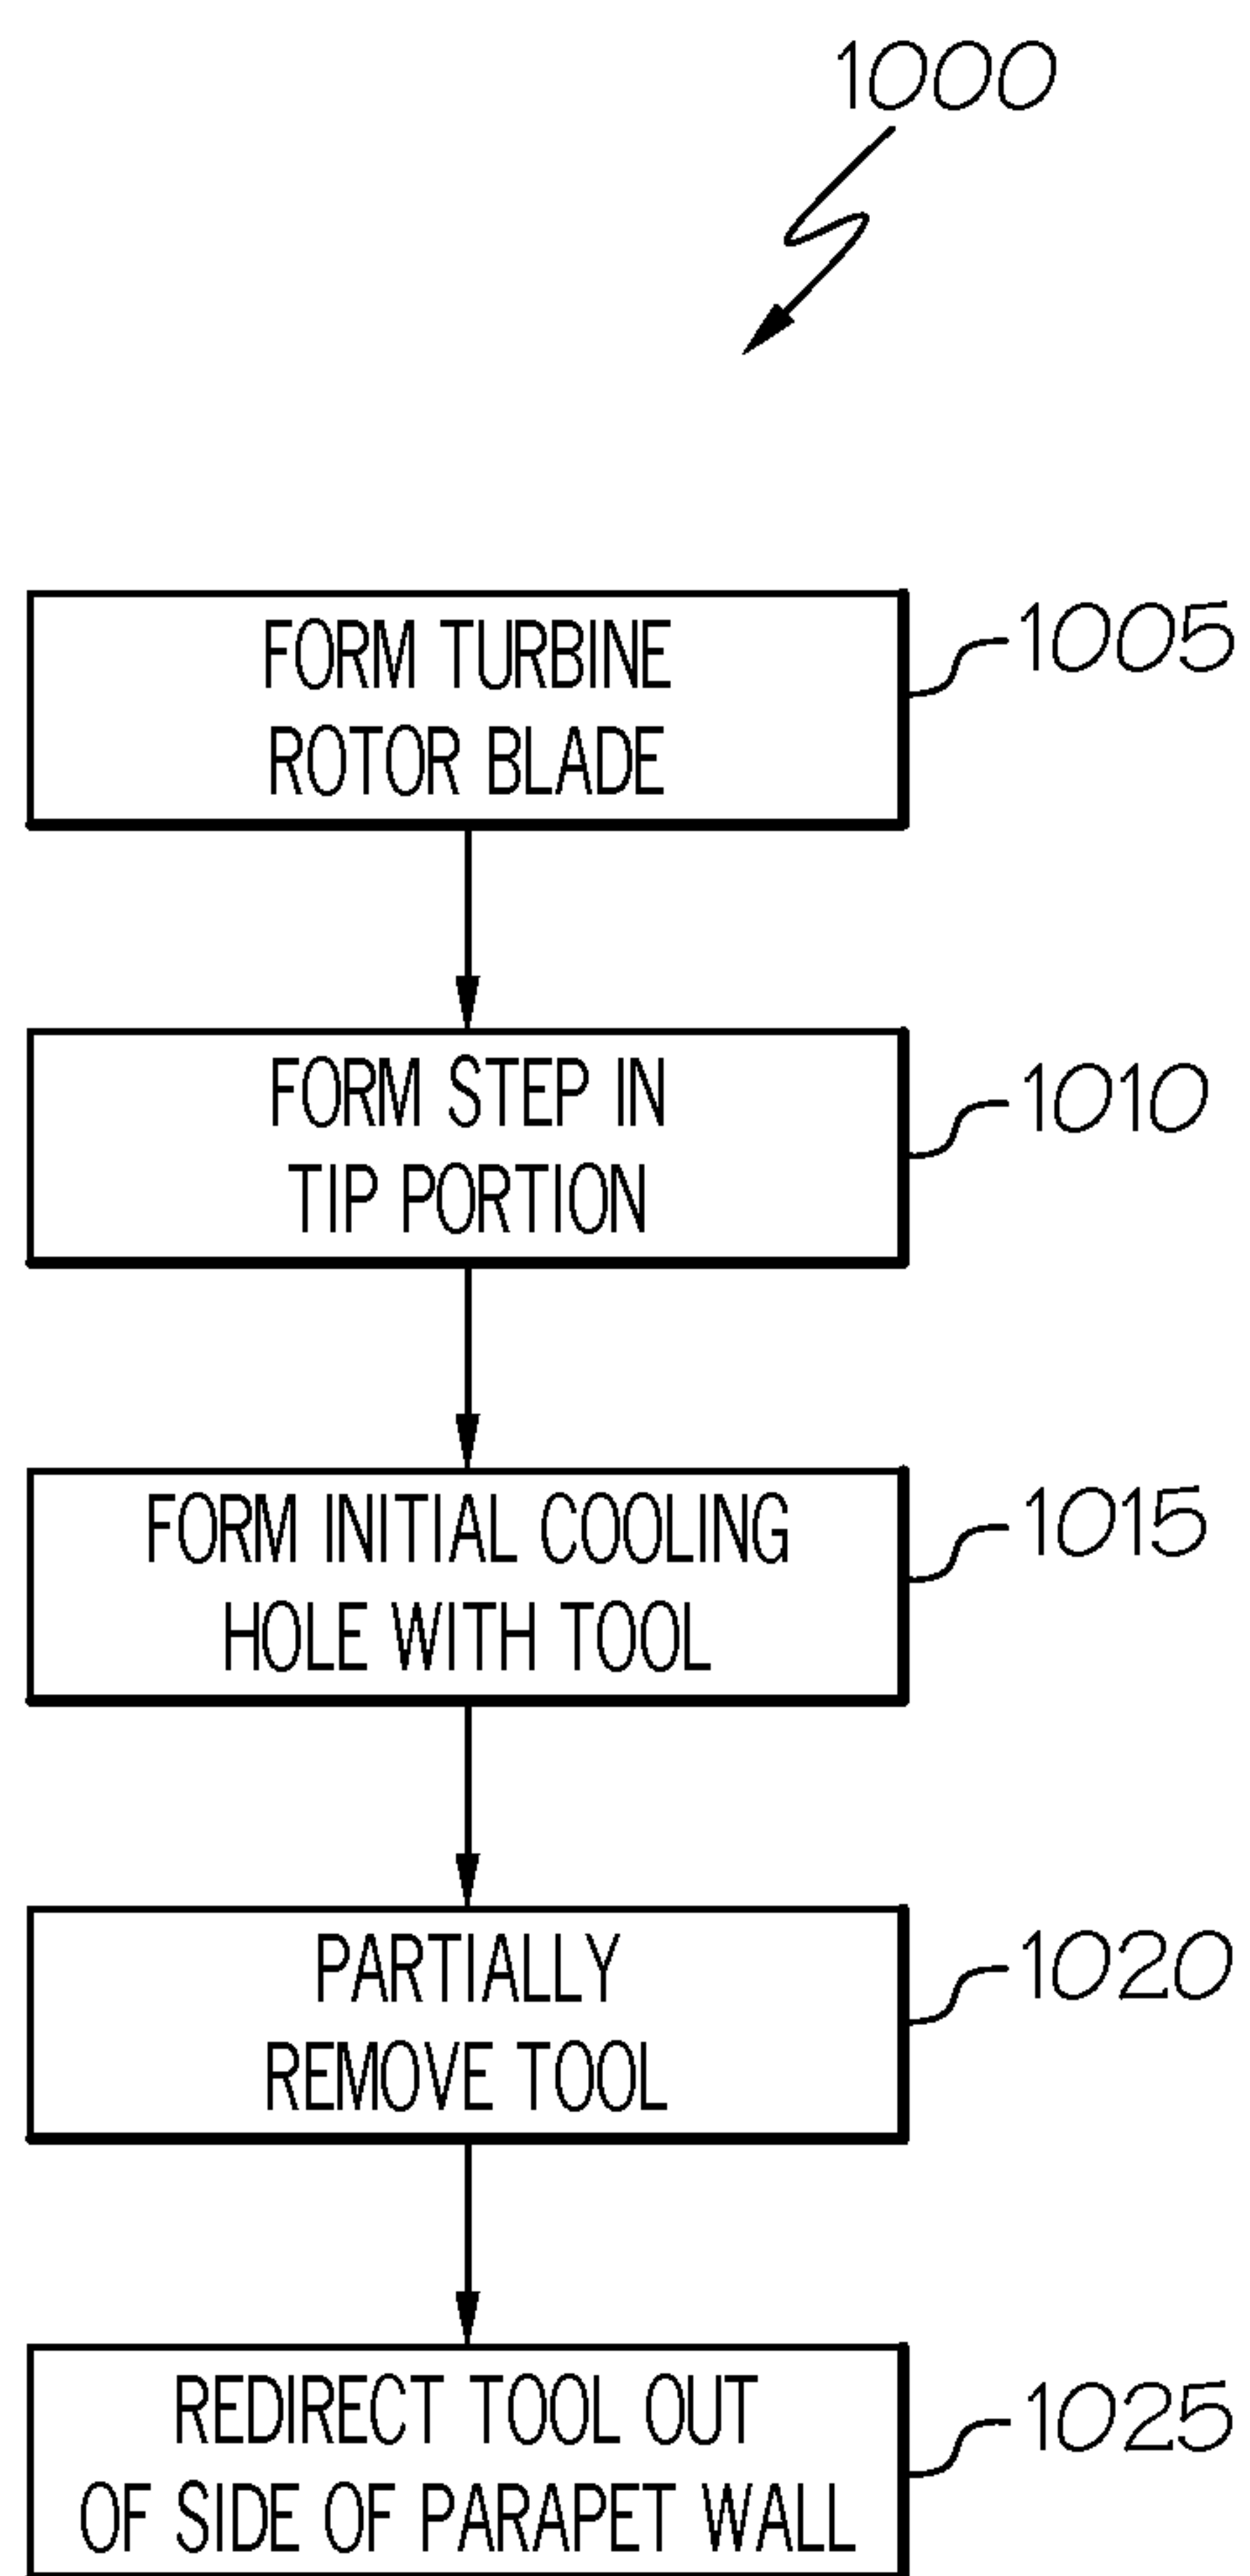 1000
FORM TURBINE
ROTOR BLADE
1005
FORM STEP IN
TIP PORTION
1010
FORM INITIAL COOLING
HOLE WITH TOOL
1015
PARTIALLY
REMOVE TOOL
1020
REDIRECT TOOL OUT
OF SIDE OF PARAPET WALL
1025